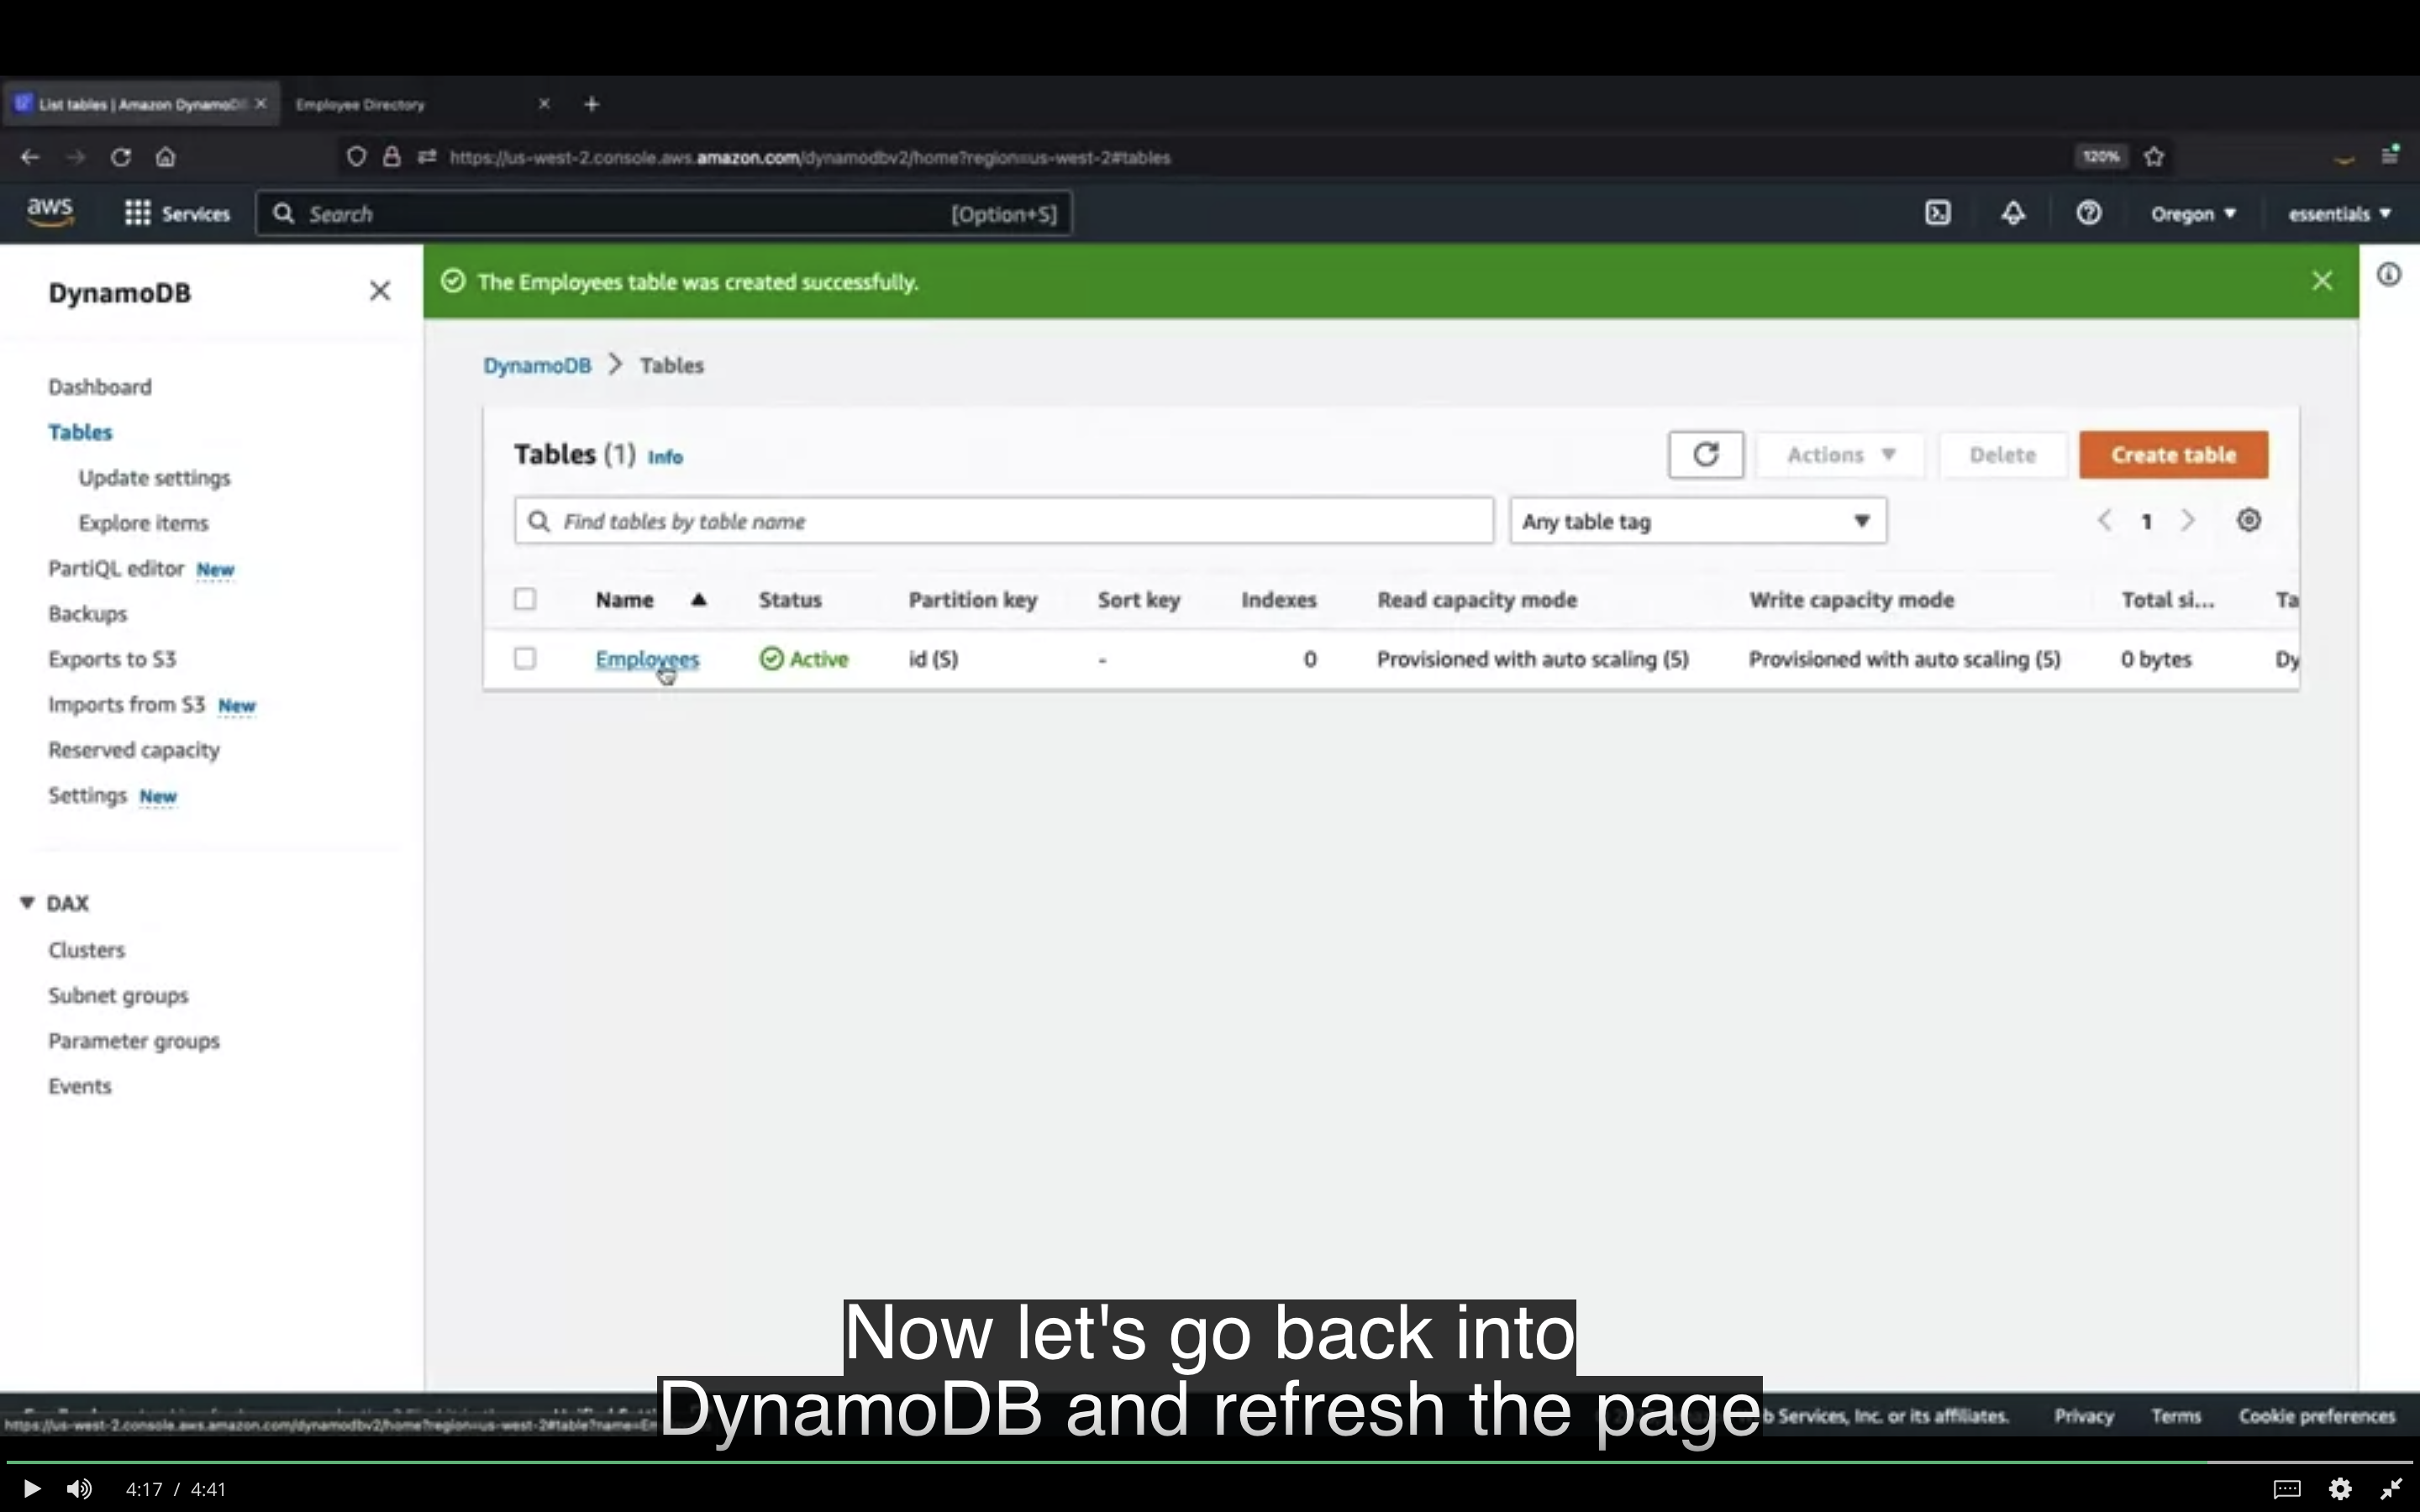 List tables | Amazon DynamoDB
Employee Directory
https://us-west-2.console.aws.amazon.com/dynamodbv2/home?region=us-west-2#tables
120%
aws
Services
Search
[Option+S]
Oregon
essentials
DynamoDB
The Employees table was created successfully.
DynamoDB > Tables
Dashboard
Tables
Update settings
Explore items
PartiQL editor New
Backups
Exports to S3
Imports from S3 New
Reserved capacity
Settings New
DAX
Clusters
Subnet groups
Parameter groups
Events
Tables (1) Info
Actions
Delete
Create table
Find tables by table name
Any table tag
1
Name Status Partition key Sort key Indexes Read capacity mode Write capacity mode Total si... Ta
Employees Active id (S) - 0 Provisioned with auto scaling (5) Provisioned with auto scaling (5) 0 bytes Dy
Now let's go back into
DynamoDB and refresh the page
https://us-west-2.console.aws.amazon.com/dynamodbv2/home?region=us-west-2#table?name=Em
b Services, Inc. or its affiliates.
Privacy
Terms
Cookie preferences
4:17 / 4:41